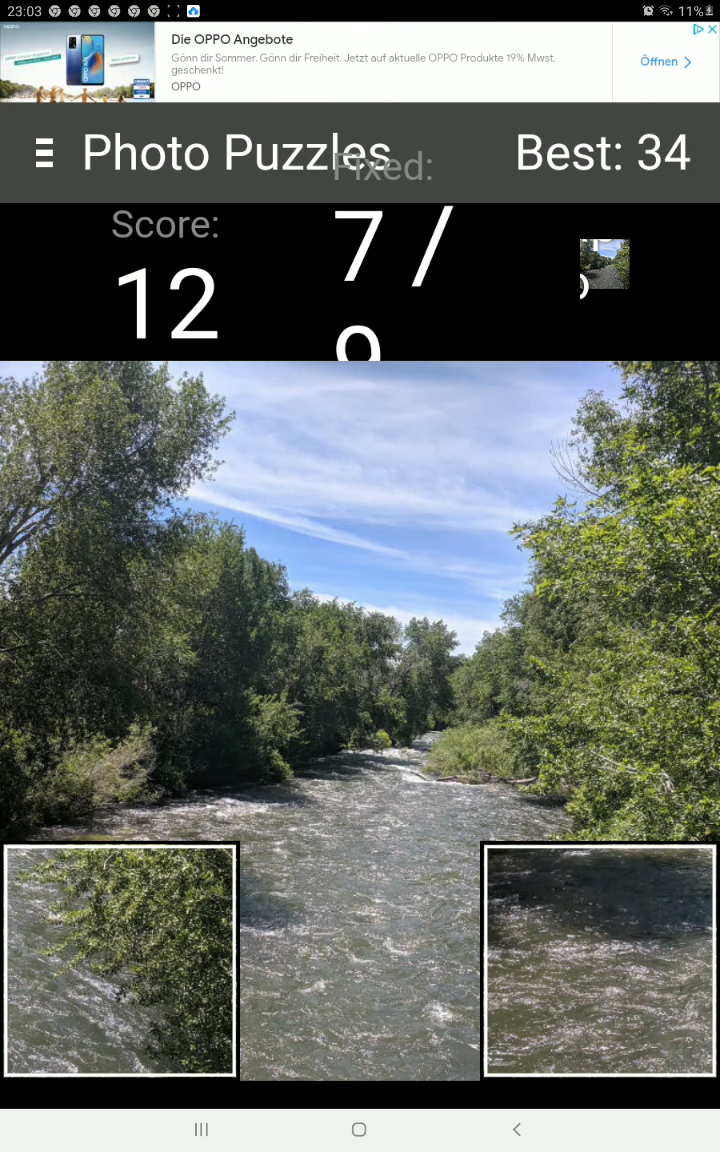 23:03
11%
Die OPPO Angebote
Gönn dir Sommer. Gönn dir Freiheit. Jetzt auf aktuelle OPPO Produkte 19% Mwst.
geschenkt!
OPPO
Öffnen
Photo Puzzles
Best: 34
Fixed:
Score:
7 /
9
12